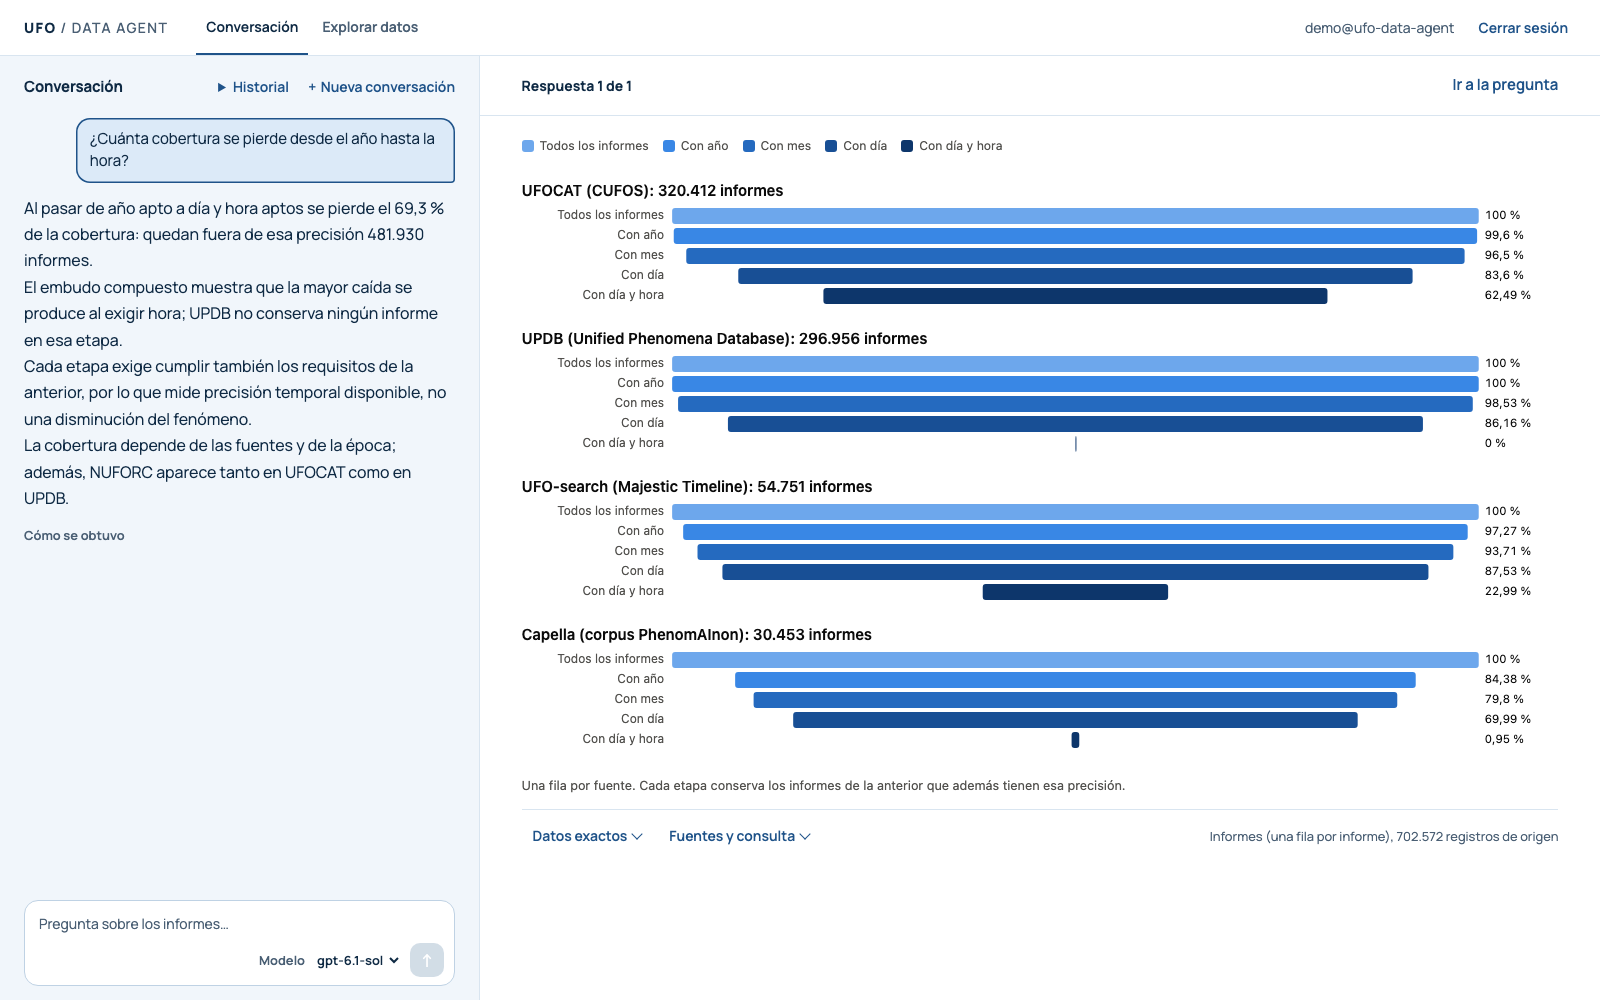 UFO / DATA AGENT
Conversación
Explorar datos
demo@ufo-data-agent
Cerrar sesión
Conversación
▶ Historial
+ Nueva conversación
¿Cuánta cobertura se pierde desde el año hasta la
hora?
Al pasar de año apto a día y hora aptos se pierde el 69,3 %
de la cobertura: quedan fuera de esa precisión 481.930
informes.
El embudo compuesto muestra que la mayor caída se
produce al exigir hora; UPDB no conserva ningún informe
en esa etapa.
Cada etapa exige cumplir también los requisitos de la
anterior, por lo que mide precisión temporal disponible, no
una disminución del fenómeno.
La cobertura depende de las fuentes y de la época;
además, NUFORC aparece tanto en UFOCAT como en
UPDB.
Cómo se obtuvo
Pregunta sobre los informes…
Modelo gpt-6.1-sol
Respuesta 1 de 1
Ir a la pregunta
Todos los informes Con año Con mes Con día Con día y hora
UFOCAT (CUFOS): 320.412 informes
Todos los informes 100 %
Con año 99,6 %
Con mes 96,5 %
Con día 83,6 %
Con día y hora 62,49 %
UPDB (Unified Phenomena Database): 296.956 informes
Todos los informes 100 %
Con año 100 %
Con mes 98,53 %
Con día 86,16 %
Con día y hora 0 %
UFO-search (Majestic Timeline): 54.751 informes
Todos los informes 100 %
Con año 97,27 %
Con mes 93,71 %
Con día 87,53 %
Con día y hora 22,99 %
Capella (corpus PhenomAInon): 30.453 informes
Todos los informes 100 %
Con año 84,38 %
Con mes 79,8 %
Con día 69,99 %
Con día y hora 0,95 %
Una fila por fuente. Cada etapa conserva los informes de la anterior que además tienen esa precisión.
Datos exactos
Fuentes y consulta
Informes (una fila por informe), 702.572 registros de origen